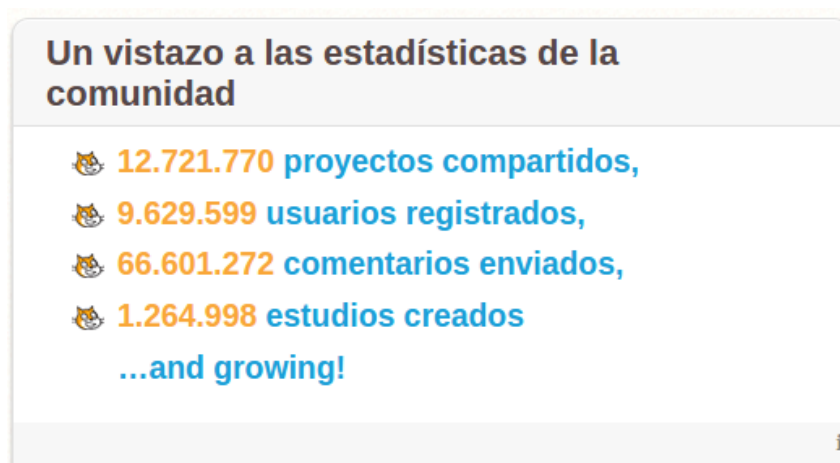 Un vistazo a las estadísticas de la
comunidad
12.721.770 proyectos compartidos,
9.629.599 usuarios registrados,
66.601.272 comentarios enviados,
1.264.998 estudios creados
...and growing!